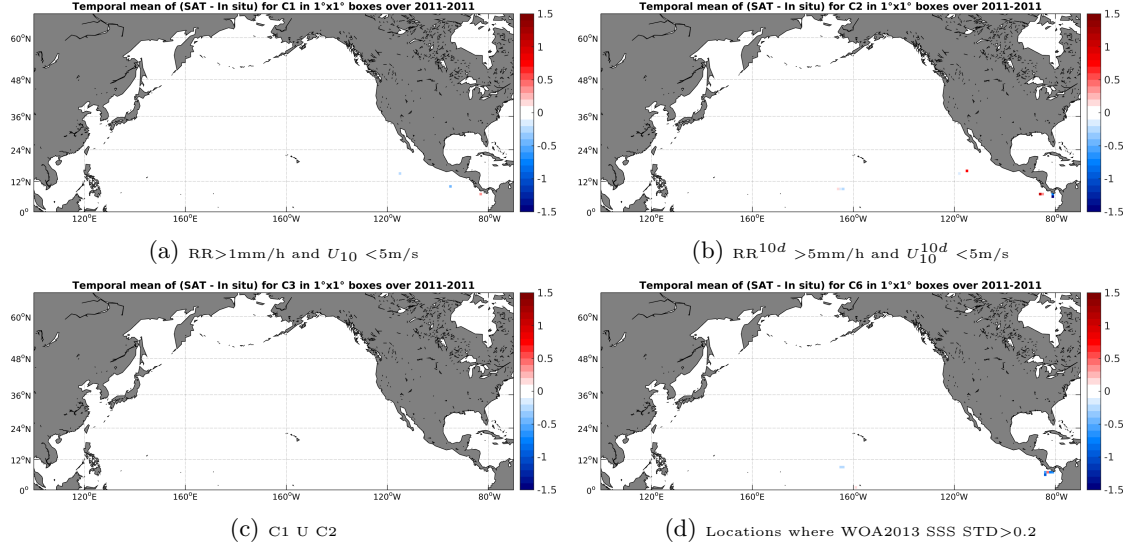 Temporal mean of (SAT - In situ) for C1 in 1°x1° boxes over 2011-2011
60°N
48°N
36°N
24°N
12°N
0°
120°E
160°E
160°W
120°W
80°W
1.5
1
0.5
0
-0.5
-1
-1.5
(a) RR>1mm/h and U10 <5m/s
Temporal mean of (SAT - In situ) for C2 in 1°x1° boxes over 2011-2011
60°N
48°N
36°N
24°N
12°N
0°
120°E
160°E
160°W
120°W
80°W
1.5
1
0.5
0
-0.5
-1
-1.5
(b) RR10d >5mm/h and U10 10d <5m/s
Temporal mean of (SAT - In situ) for C3 in 1°x1° boxes over 2011-2011
60°N
48°N
36°N
24°N
12°N
0°
120°E
160°E
160°W
120°W
80°W
1.5
1
0.5
0
-0.5
-1
-1.5
(c) C1 U C2
Temporal mean of (SAT - In situ) for C6 in 1°x1° boxes over 2011-2011
60°N
48°N
36°N
24°N
12°N
0°
120°E
160°E
160°W
120°W
80°W
1.5
1
0.5
0
-0.5
-1
-1.5
(d) Locations where WOA2013 SSS STD>0.2